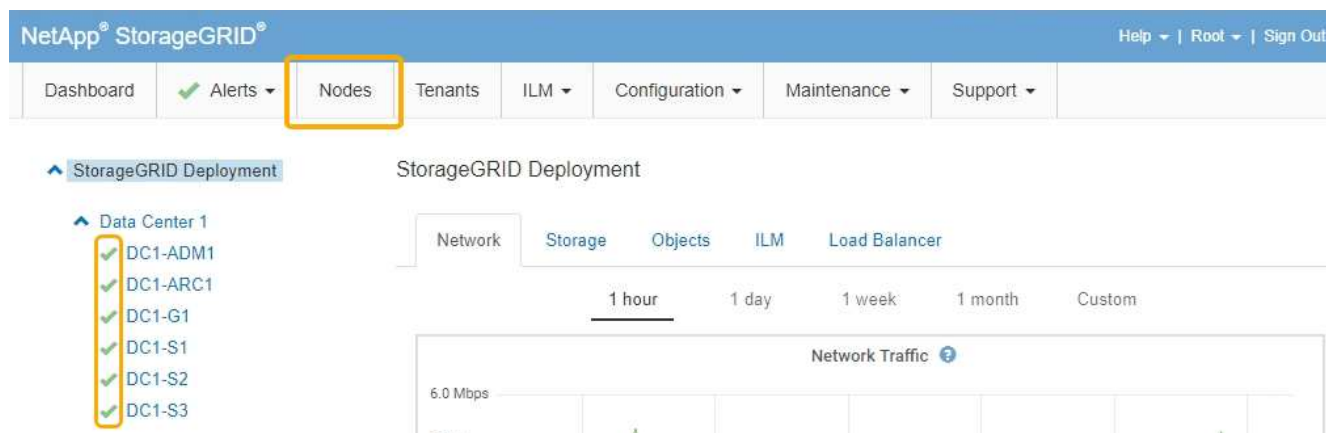 NetApp® StorageGRID®
Help | Root | Sign Out
Dashboard Alerts Nodes Tenants ILM Configuration Maintenance Support
StorageGRID Deployment
StorageGRID Deployment
Data Center 1
Network Storage Objects ILM Load Balancer
DC1-ADM1
DC1-ARC1
1 hour 1 day 1 week 1 month Custom
DC1-G1
DC1-S1
Network Traffic
DC1-S2
6.0 Mbps
DC1-S3